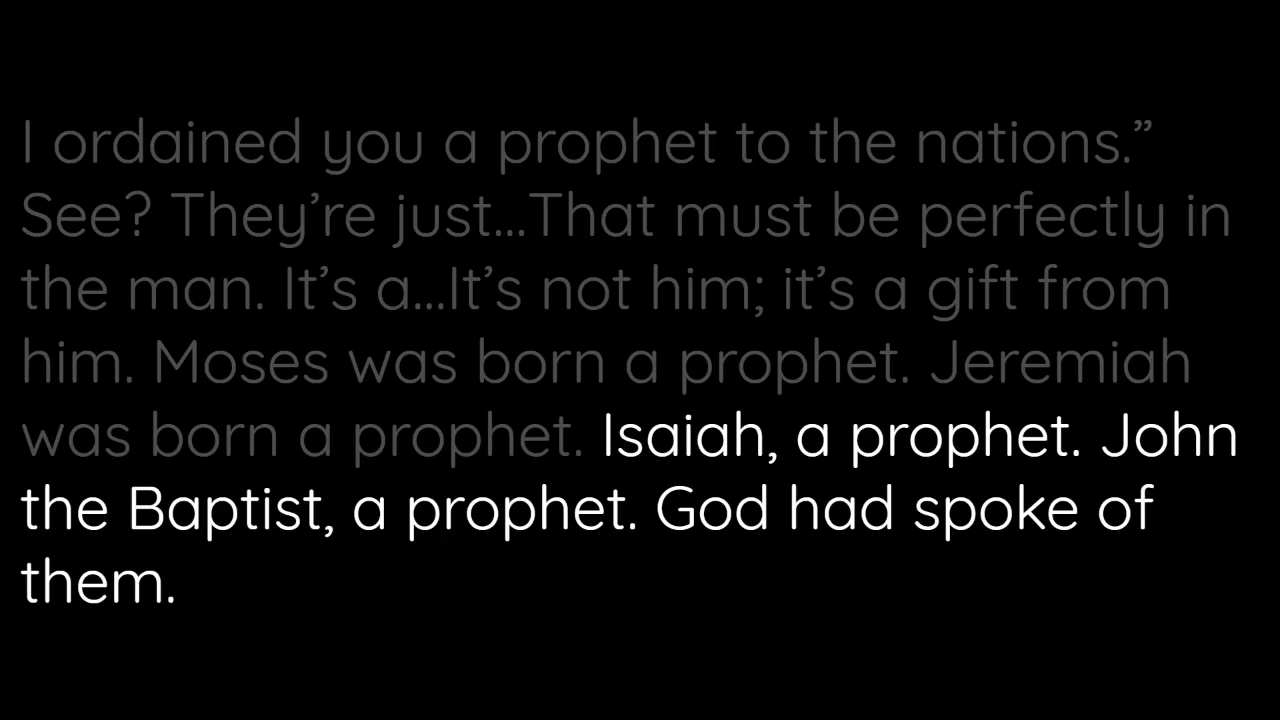 I ordained you a prophet to the nations.”
See? They’re just...That must be perfectly in
the man. It’s a...It’s not him; it’s a gift from
him. Moses was born a prophet. Jeremiah
was born a prophet. Isaiah, a prophet. John
the Baptist, a prophet. God had spoke of
them.